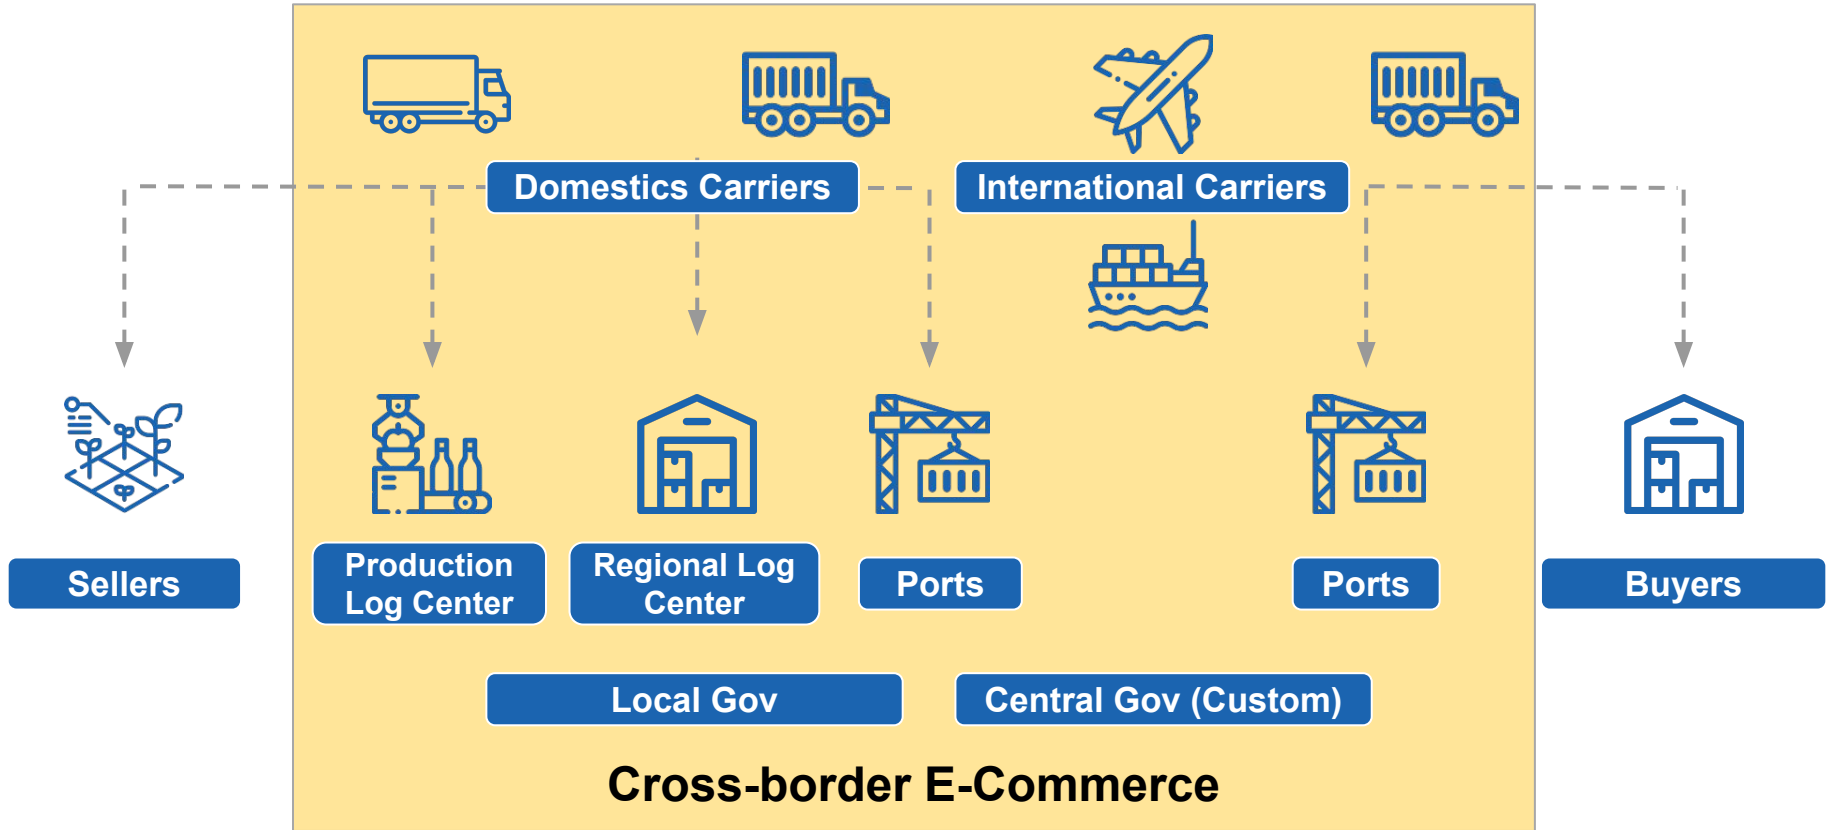 Domestics Carriers
International Carriers
Sellers
Production
Log Center
Regional Log
Center
Ports
Ports
Buyers
Local Gov
Central Gov (Custom)
Cross-border E-Commerce